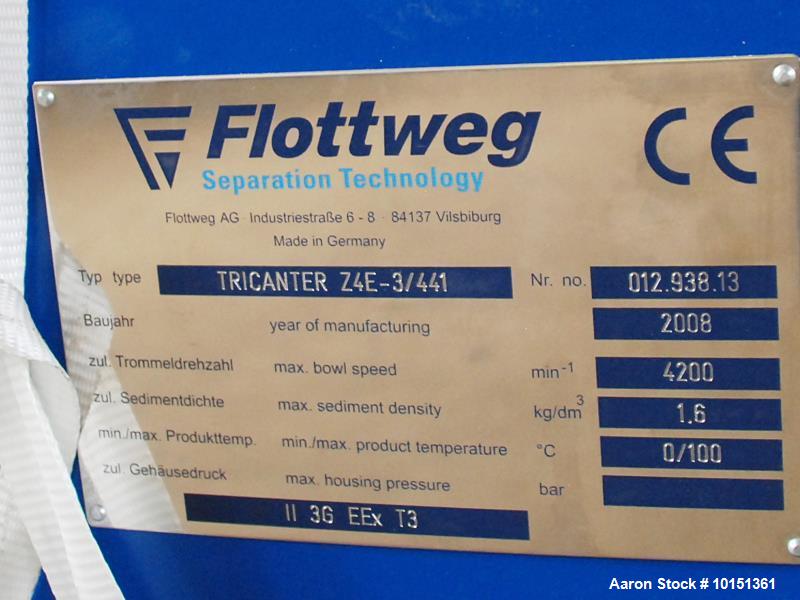 Flottweg CE
Separation Technology
Flottweg AG · Industriestraße 6 - 8 · 84137 Vilsbiburg
Made in Germany
Typ type TRICANTER Z4E-3/441 Nr. no. 012.938.13
Baujahr year of manufacturing 2008
zul. Trommeldrehzahl max. bowl speed min-1 4200
zul. Sedimentdichte max. sediment density kg/dm3 1.6
min./max. Produkttemp. min./max. product temperature °C 0/100
zul. Gehäusedruck max. housing pressure bar
II 3G EEx T3
Aaron Stock # 10151361